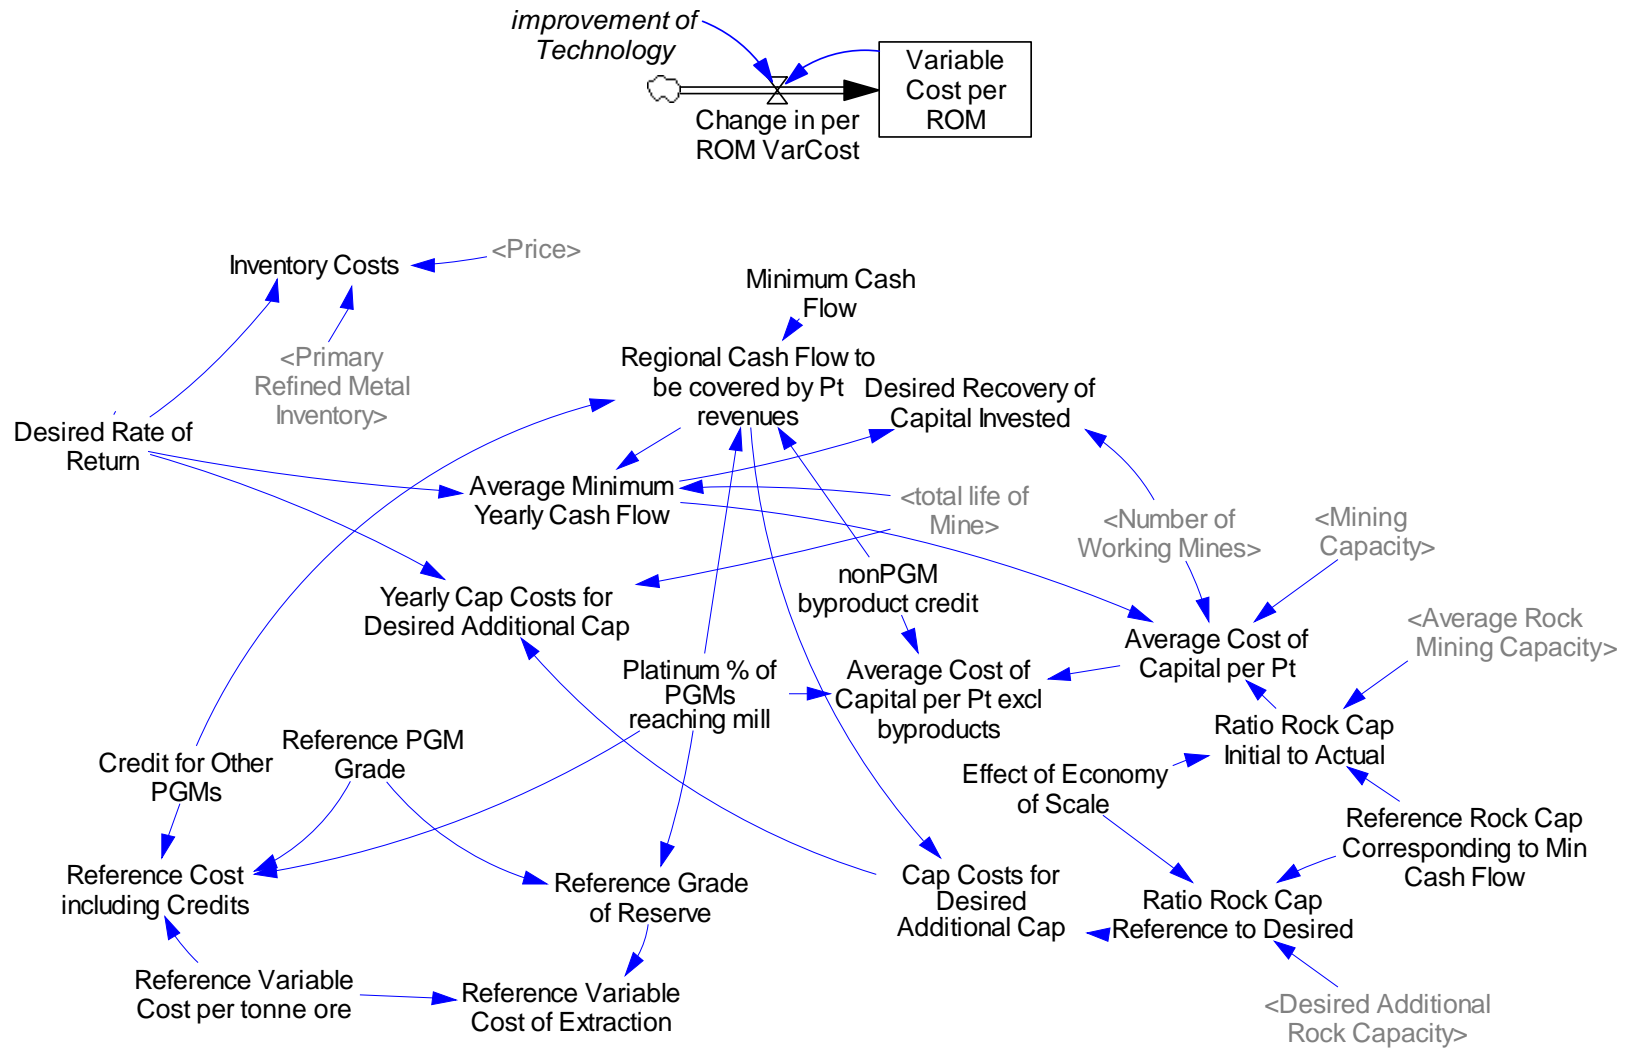 improvement of
Technology
Variable
Cost per
ROM
Change in per
ROM VarCost
<Price>
Inventory Costs
Minimum Cash
Flow
<Primary
Refined Metal
Inventory>
Regional Cash Flow to
be covered by Pt
revenues
Desired Recovery of
Capital Invested
Desired Rate of
Return
Average Minimum
Yearly Cash Flow
<total life of
Mine>
<Number of
Working Mines>
<Mining
Capacity>
nonPGM
byproduct credit
Yearly Cap Costs for
Desired Additional Cap
<Average Rock
Mining Capacity>
Average Cost of
Capital per Pt
Platinum % of
PGMs
reaching mill
Average Cost of
Capital per Pt excl
byproducts
Ratio Rock Cap
Initial to Actual
Reference PGM
Grade
Credit for Other
PGMs
Effect of Economy
of Scale
Reference Rock Cap
Corresponding to Min
Cash Flow
Reference Cost
including Credits
Reference Grade
of Reserve
Cap Costs for
Desired
Additional Cap
Ratio Rock Cap
Reference to Desired
Reference Variable
Cost per tonne ore
Reference Variable
Cost of Extraction
<Desired Additional
Rock Capacity>